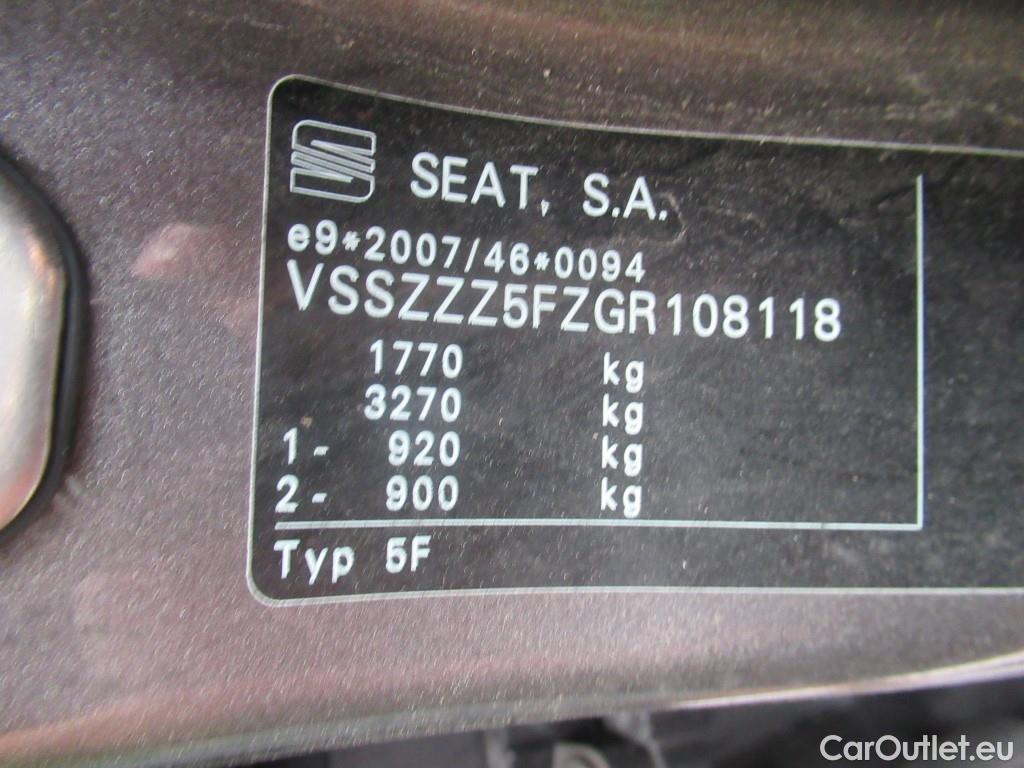 SEAT, S.A.
e9*2007/46*0094
VSSZZZ5FZGR108118
1770 kg
3270 kg
1- 920 kg
2- 900 kg
Typ 5F
CarOutlet.eu